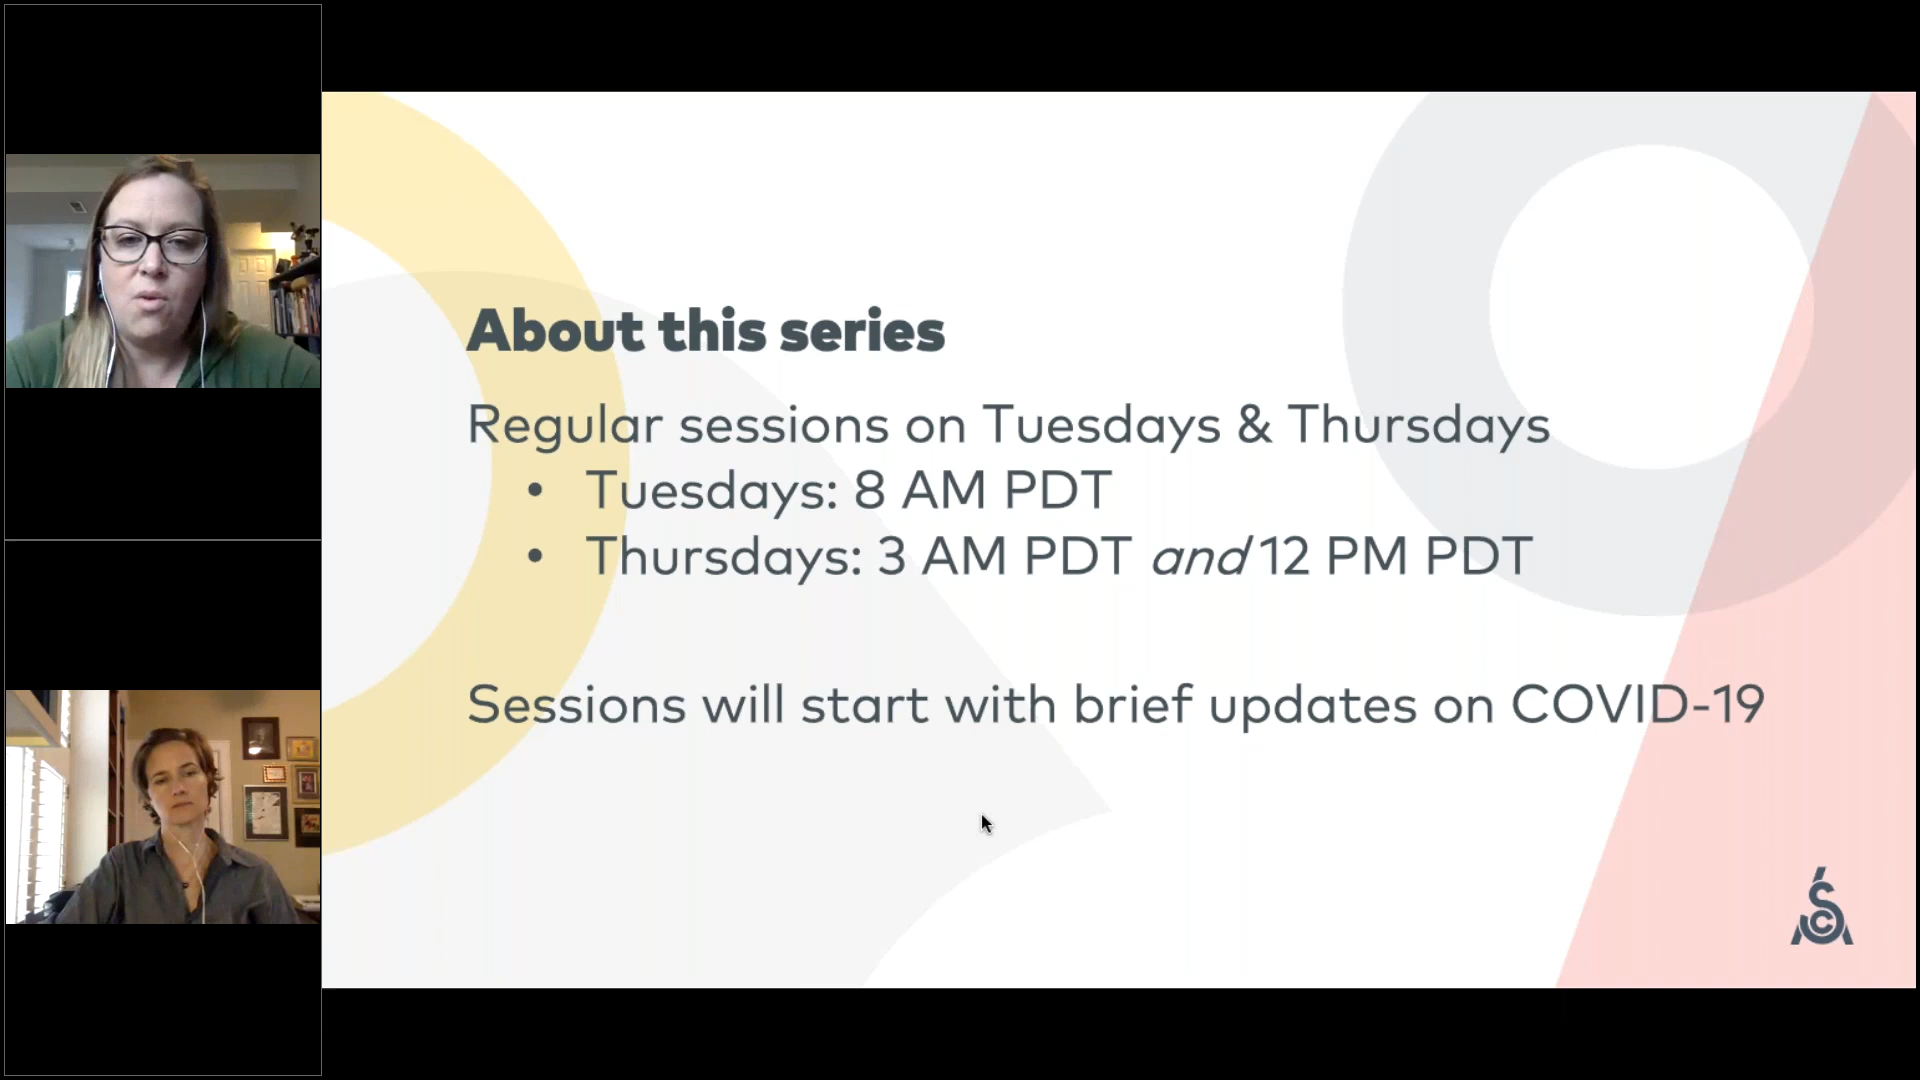 About this series
Regular sessions on Tuesdays & Thursdays
• Tuesdays: 8 AM PDT
• Thursdays: 3 AM PDT and 12 PM PDT
Sessions will start with brief updates on COVID-19